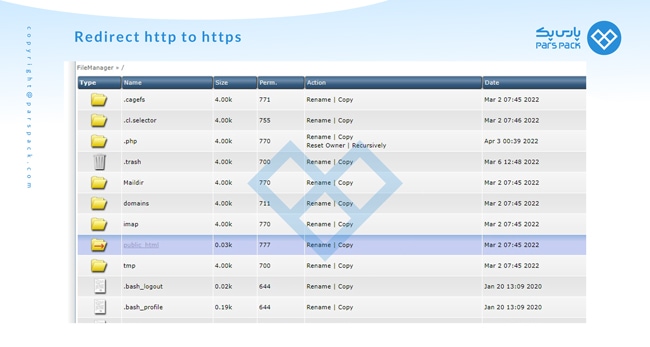 Redirect http to https
پارس پک
PARS PACK
copyright@parspack.com
FileManager » /
Type Name Size Perm. Action Date
.cagefs 4.00k 771 Rename | Copy Mar 2 07:45 2022
.cl.selector 4.00k 755 Rename | Copy Mar 2 07:46 2022
.php 4.00k 770 Rename | Copy Apr 3 00:39 2022
Reset Owner | Recursively
.trash 4.00k 700 Rename | Copy Mar 6 12:48 2022
Maildir 4.00k 770 Rename | Copy Mar 2 07:45 2022
domains 4.00k 711 Rename | Copy Mar 2 07:45 2022
imap 4.00k 770 Rename | Copy Mar 2 07:45 2022
public_html 0.03k 777 Rename | Copy Mar 2 07:45 2022
tmp 4.00k 700 Rename | Copy Mar 2 07:45 2022
.bash_logout 0.02k 644 Rename | Copy Jan 20 13:09 2020
.bash_profile 0.19k 644 Rename | Copy Jan 20 13:09 2020